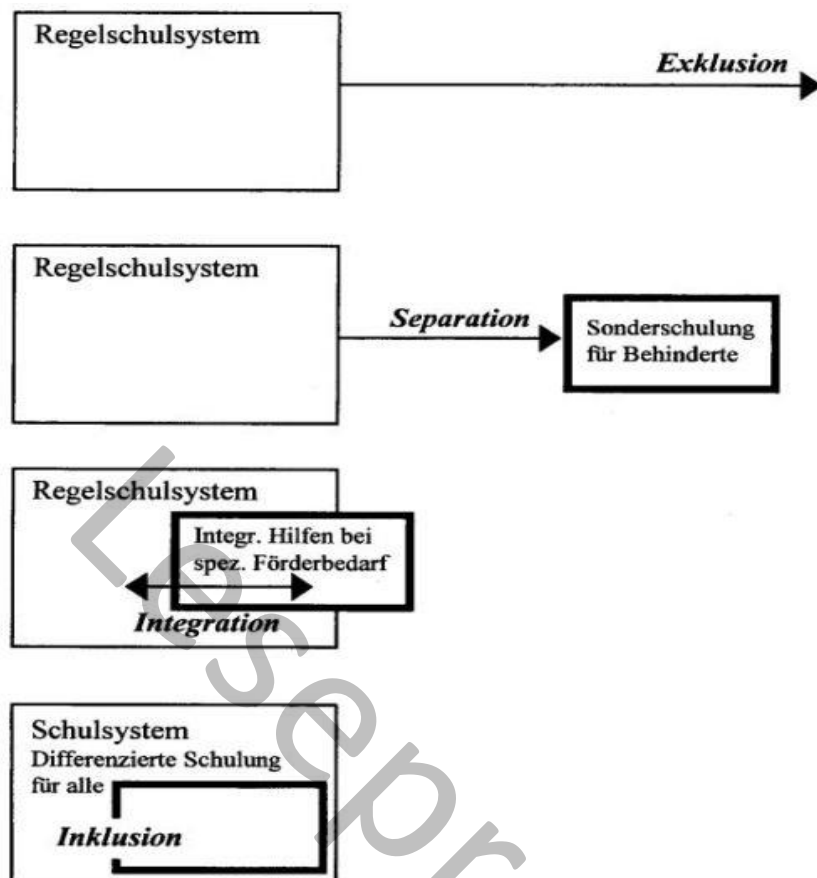 Regelschulsystem
Exklusion
Regelschulsystem
Separation
Sonderschulung
für Behinderte
Regelschulsystem
Integr. Hilfen bei
spez. Förderbedarf
Integration
Schulsystem
Differenzierte Schulung
für alle
Inklusion
Lesepr